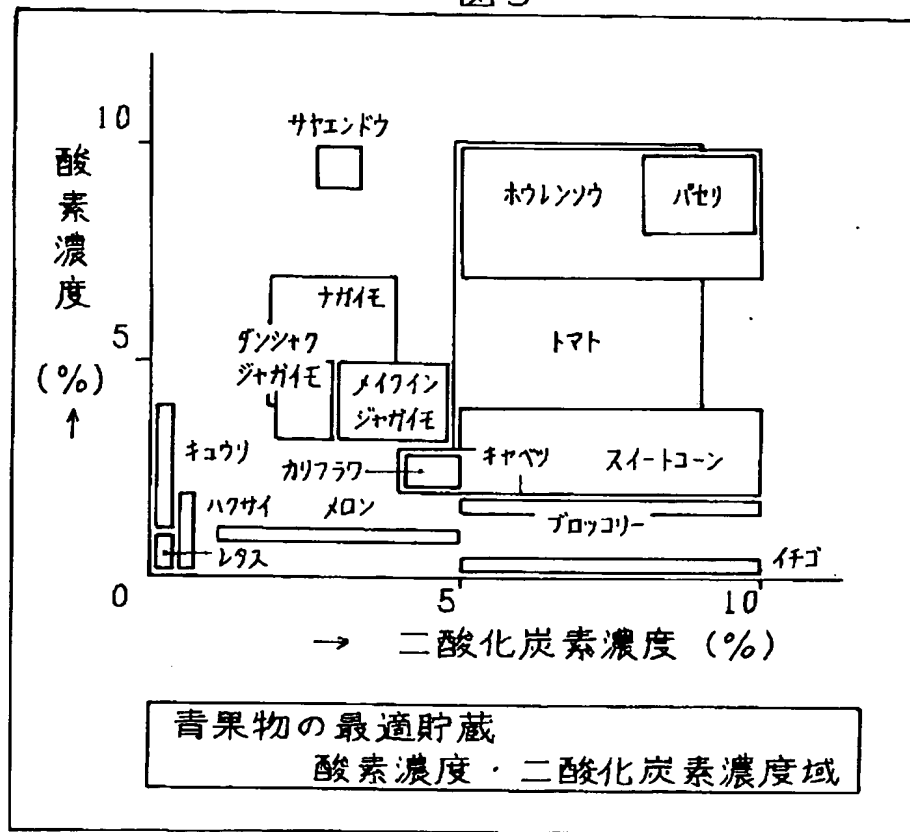 10
サヤエンドウ
酸素濃度
(%)
↑
ホウレンソウ
パセリ
ナガイモ
5
ダンシャク
ジャガイモ
メイクイン
ジャガイモ
トマト
キュウリ
カリフラワ
キャベツ
スイートコーン
ハクサイ
メロン
ブロッコリー
レタス
イチゴ
0
5
10
→ 二酸化炭素濃度 (%)
青果物の最適貯蔵
酸素濃度・二酸化炭素濃度域